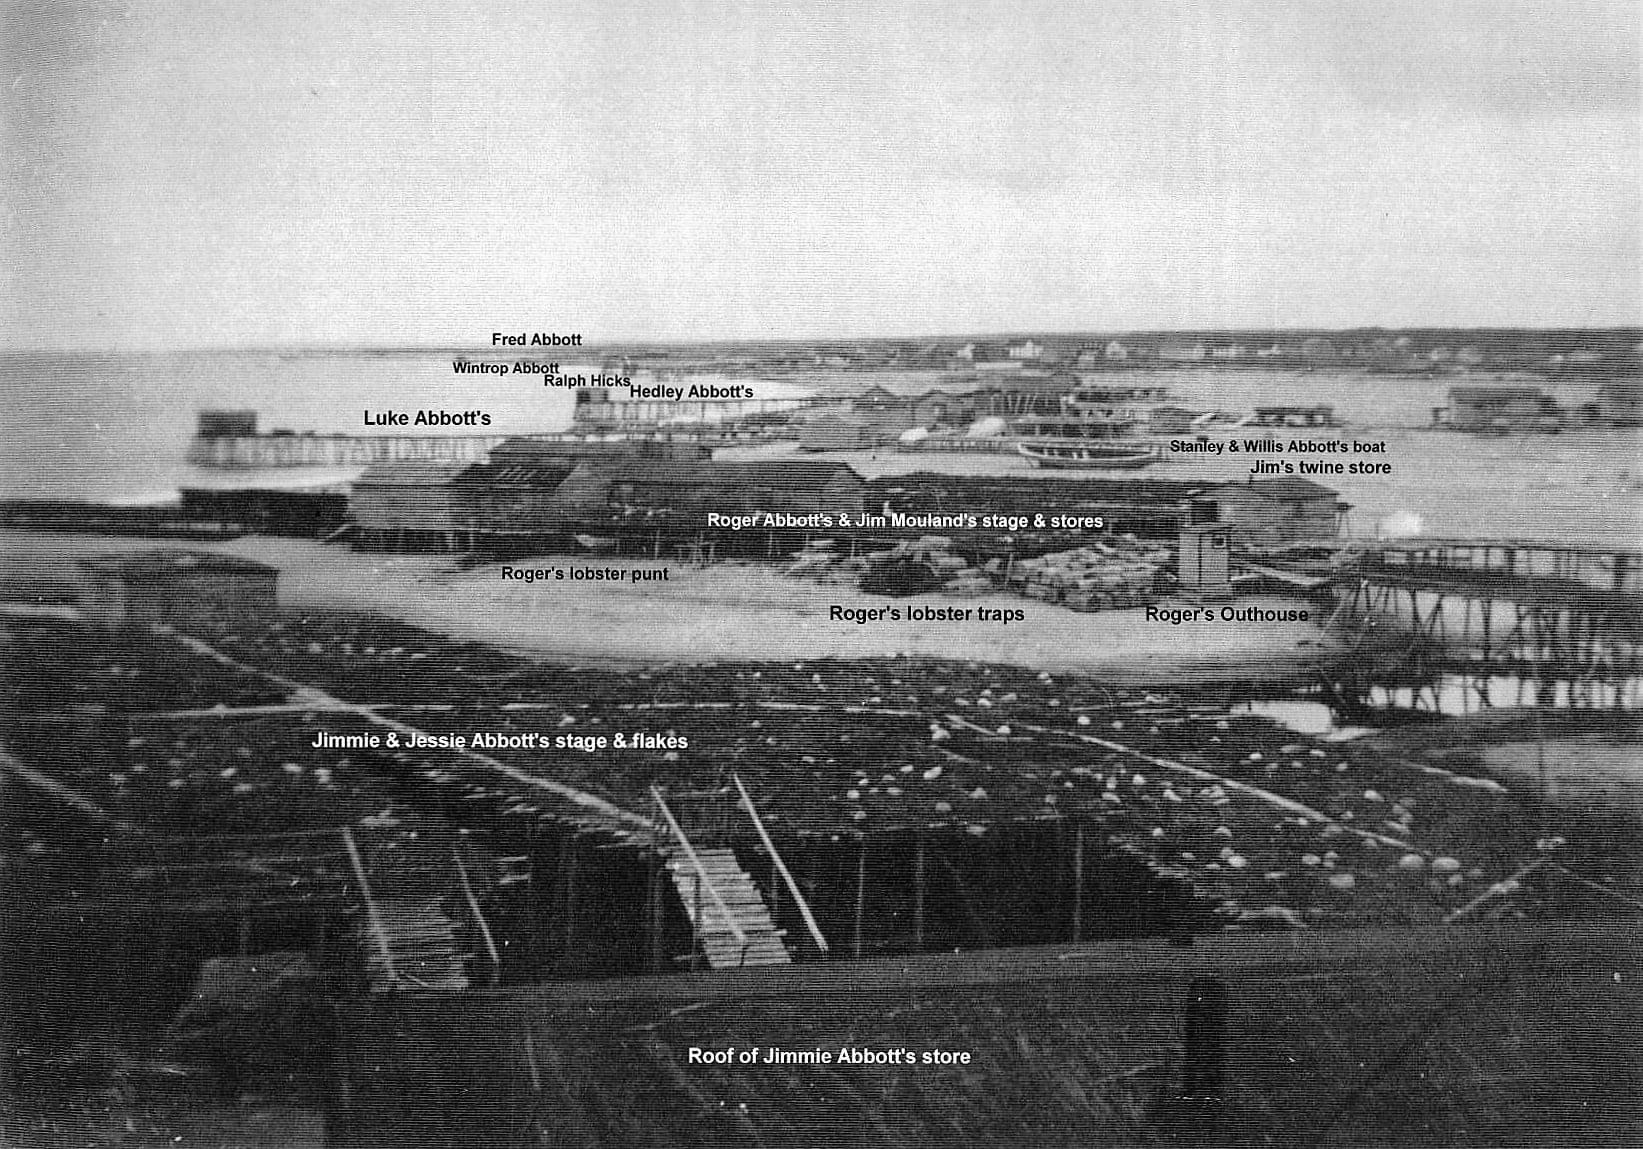 Fred Abbott
Wintrop Abbott
Ralph Hicks
Hedley Abbott's
Luke Abbott's
Stanley & Willis Abbott's boat
Jim's twine store
Roger Abbott's & Jim Mouland's stage & stores
Roger's lobster punt
Roger's lobster traps
Roger's Outhouse
Jimmie & Jessie Abbott's stage & flakes
Roof of Jimmie Abbott's store